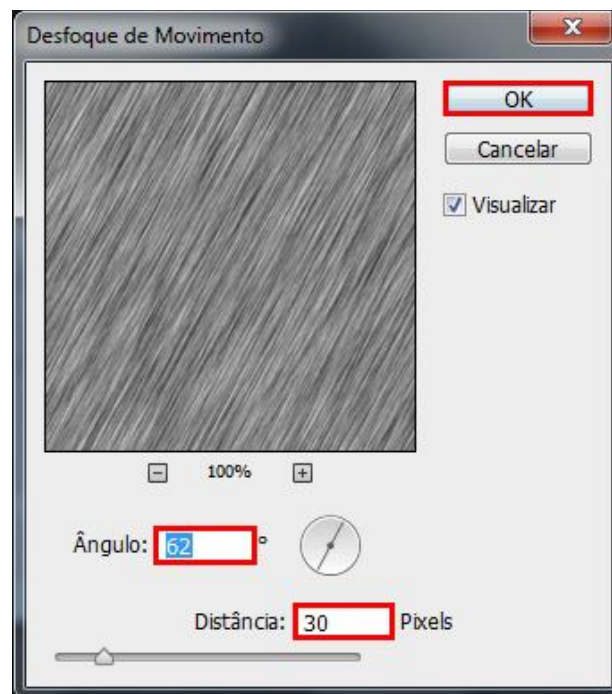 Desfoque de Movimento
OK
Cancelar
Visualizar
100%
Ângulo: 62 °
Distância: 30 Pixels